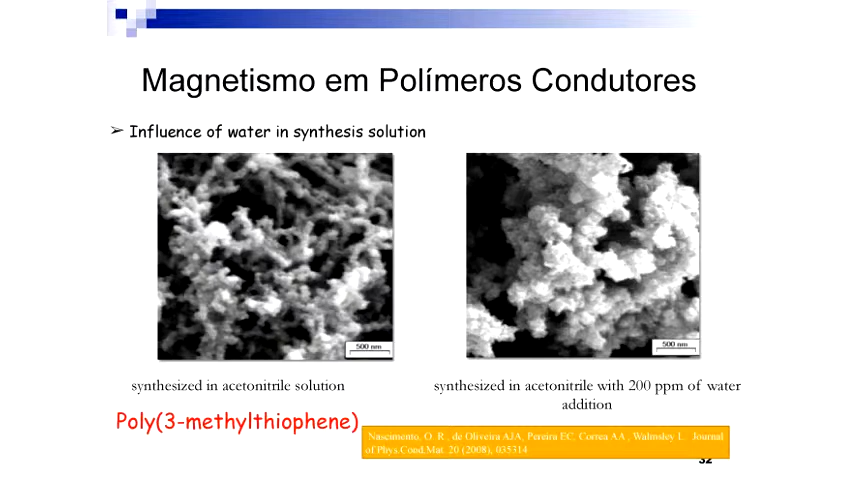 Magnetismo em Polímeros Condutores
➢ Influence of water in synthesis solution
500 nm
500 nm
synthesized in acetonitrile solution
synthesized in acetonitrile with 200 ppm of water
addition
Poly(3-methylthiophene)
Nascimento, O. R., de Oliveira AJA, Pereira EC, Correa AA, Walmsley L. Journal
of Phys.Cond.Mat. 20 (2008), 035214
32